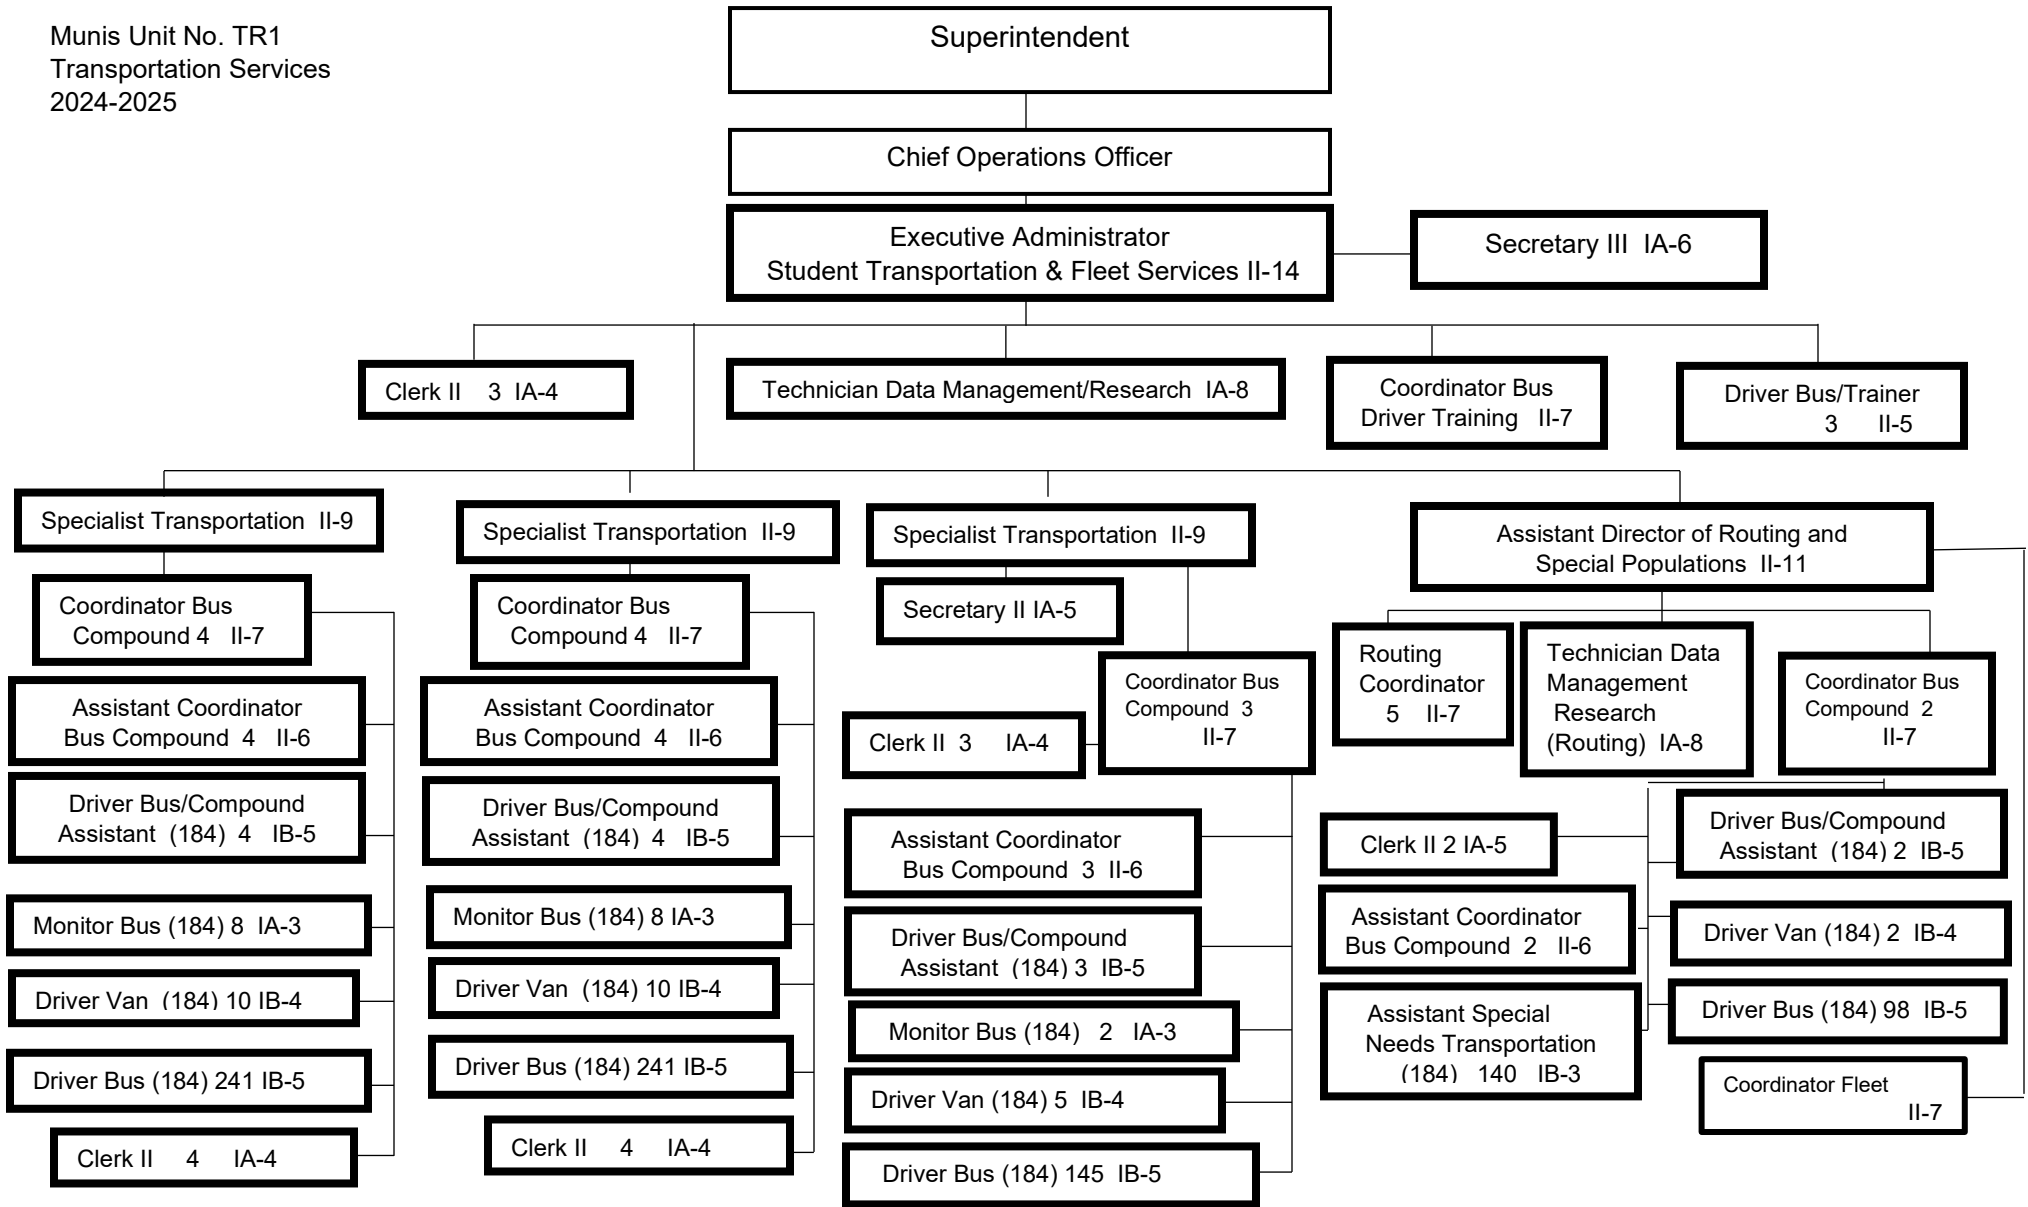 Munis Unit No. TR1
Transportation Services
2024-2025
Superintendent
Chief Operations Officer
Executive Administrator
Student Transportation & Fleet Services II-14
Secretary III IA-6
Clerk II 3 IA-4
Technician Data Management/Research IA-8
Coordinator Bus
Driver Training II-7
Driver Bus/Trainer
3 II-5
Specialist Transportation II-9
Coordinator Bus
Compound 4 II-7
Assistant Coordinator
Bus Compound 4 II-6
Driver Bus/Compound
Assistant (184) 4 IB-5
Monitor Bus (184) 8 IA-3
Driver Van (184) 10 IB-4
Driver Bus (184) 241 IB-5
Clerk II 4 IA-4
Specialist Transportation II-9
Coordinator Bus
Compound 4 II-7
Assistant Coordinator
Bus Compound 4 II-6
Driver Bus/Compound
Assistant (184) 4 IB-5
Monitor Bus (184) 8 IA-3
Driver Van (184) 10 IB-4
Driver Bus (184) 241 IB-5
Clerk II 4 IA-4
Specialist Transportation II-9
Secretary II IA-5
Coordinator Bus
Compound 3
II-7
Clerk II 3 IA-4
Assistant Coordinator
Bus Compound 3 II-6
Driver Bus/Compound
Assistant (184) 3 IB-5
Monitor Bus (184) 2 IA-3
Driver Van (184) 5 IB-4
Driver Bus (184) 145 IB-5
Assistant Director of Routing and
Special Populations II-11
Routing
Coordinator
5 II-7
Technician Data
Management
Research
(Routing) IA-8
Coordinator Bus
Compound 2
II-7
Clerk II 2 IA-5
Assistant Coordinator
Bus Compound 2 II-6
Assistant Special
Needs Transportation
(184) 140 IB-3
Driver Bus/Compound
Assistant (184) 2 IB-5
Driver Van (184) 2 IB-4
Driver Bus (184) 98 IB-5
Coordinator Fleet
II-7